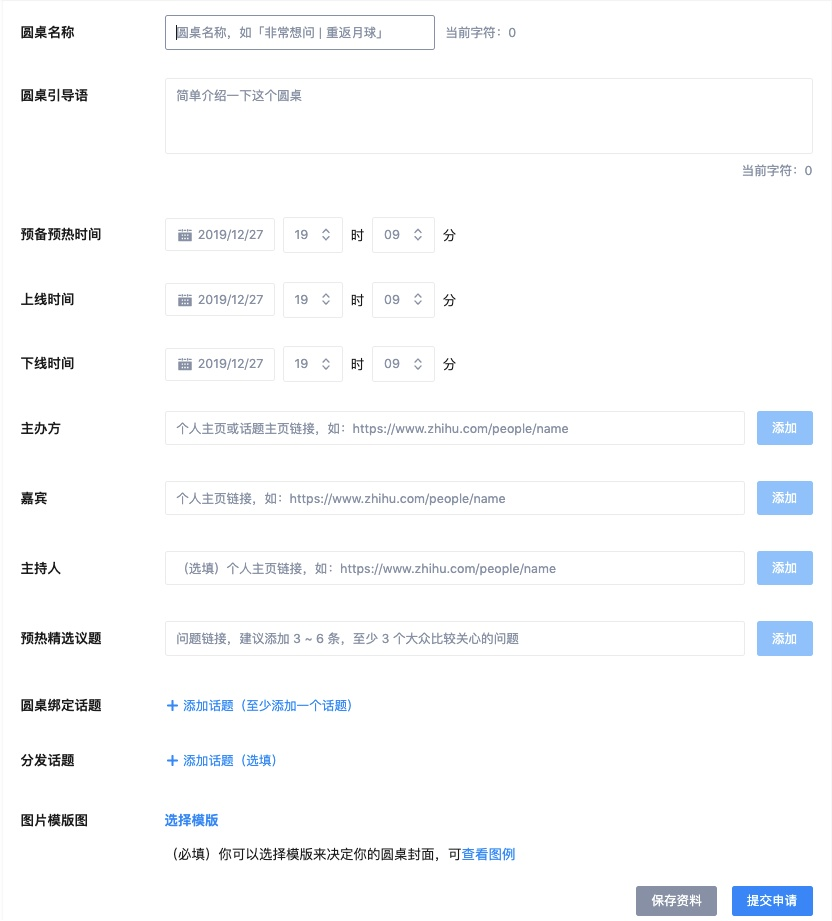 圆桌名称 圆桌名称，如「非常想问 | 重返月球」 当前字符：0
圆桌引导语 简单介绍一下这个圆桌
当前字符：0
预备预热时间 2019/12/27 19 时 09 分
上线时间 2019/12/27 19 时 09 分
下线时间 2019/12/27 19 时 09 分
主办方 个人主页或话题主页链接，如：https://www.zhihu.com/people/name 添加
嘉宾 个人主页链接，如：https://www.zhihu.com/people/name 添加
主持人 （选填）个人主页链接，如：https://www.zhihu.com/people/name 添加
预热精选议题 问题链接，建议添加 3 ~ 6 条，至少 3 个大众比较关心的问题 添加
圆桌绑定话题 + 添加话题（至少添加一个话题）
分发话题 + 添加话题（选填）
图片模版图 选择模版
（必填）你可以选择模版来决定你的圆桌封面，可查看图例
保存资料 提交申请